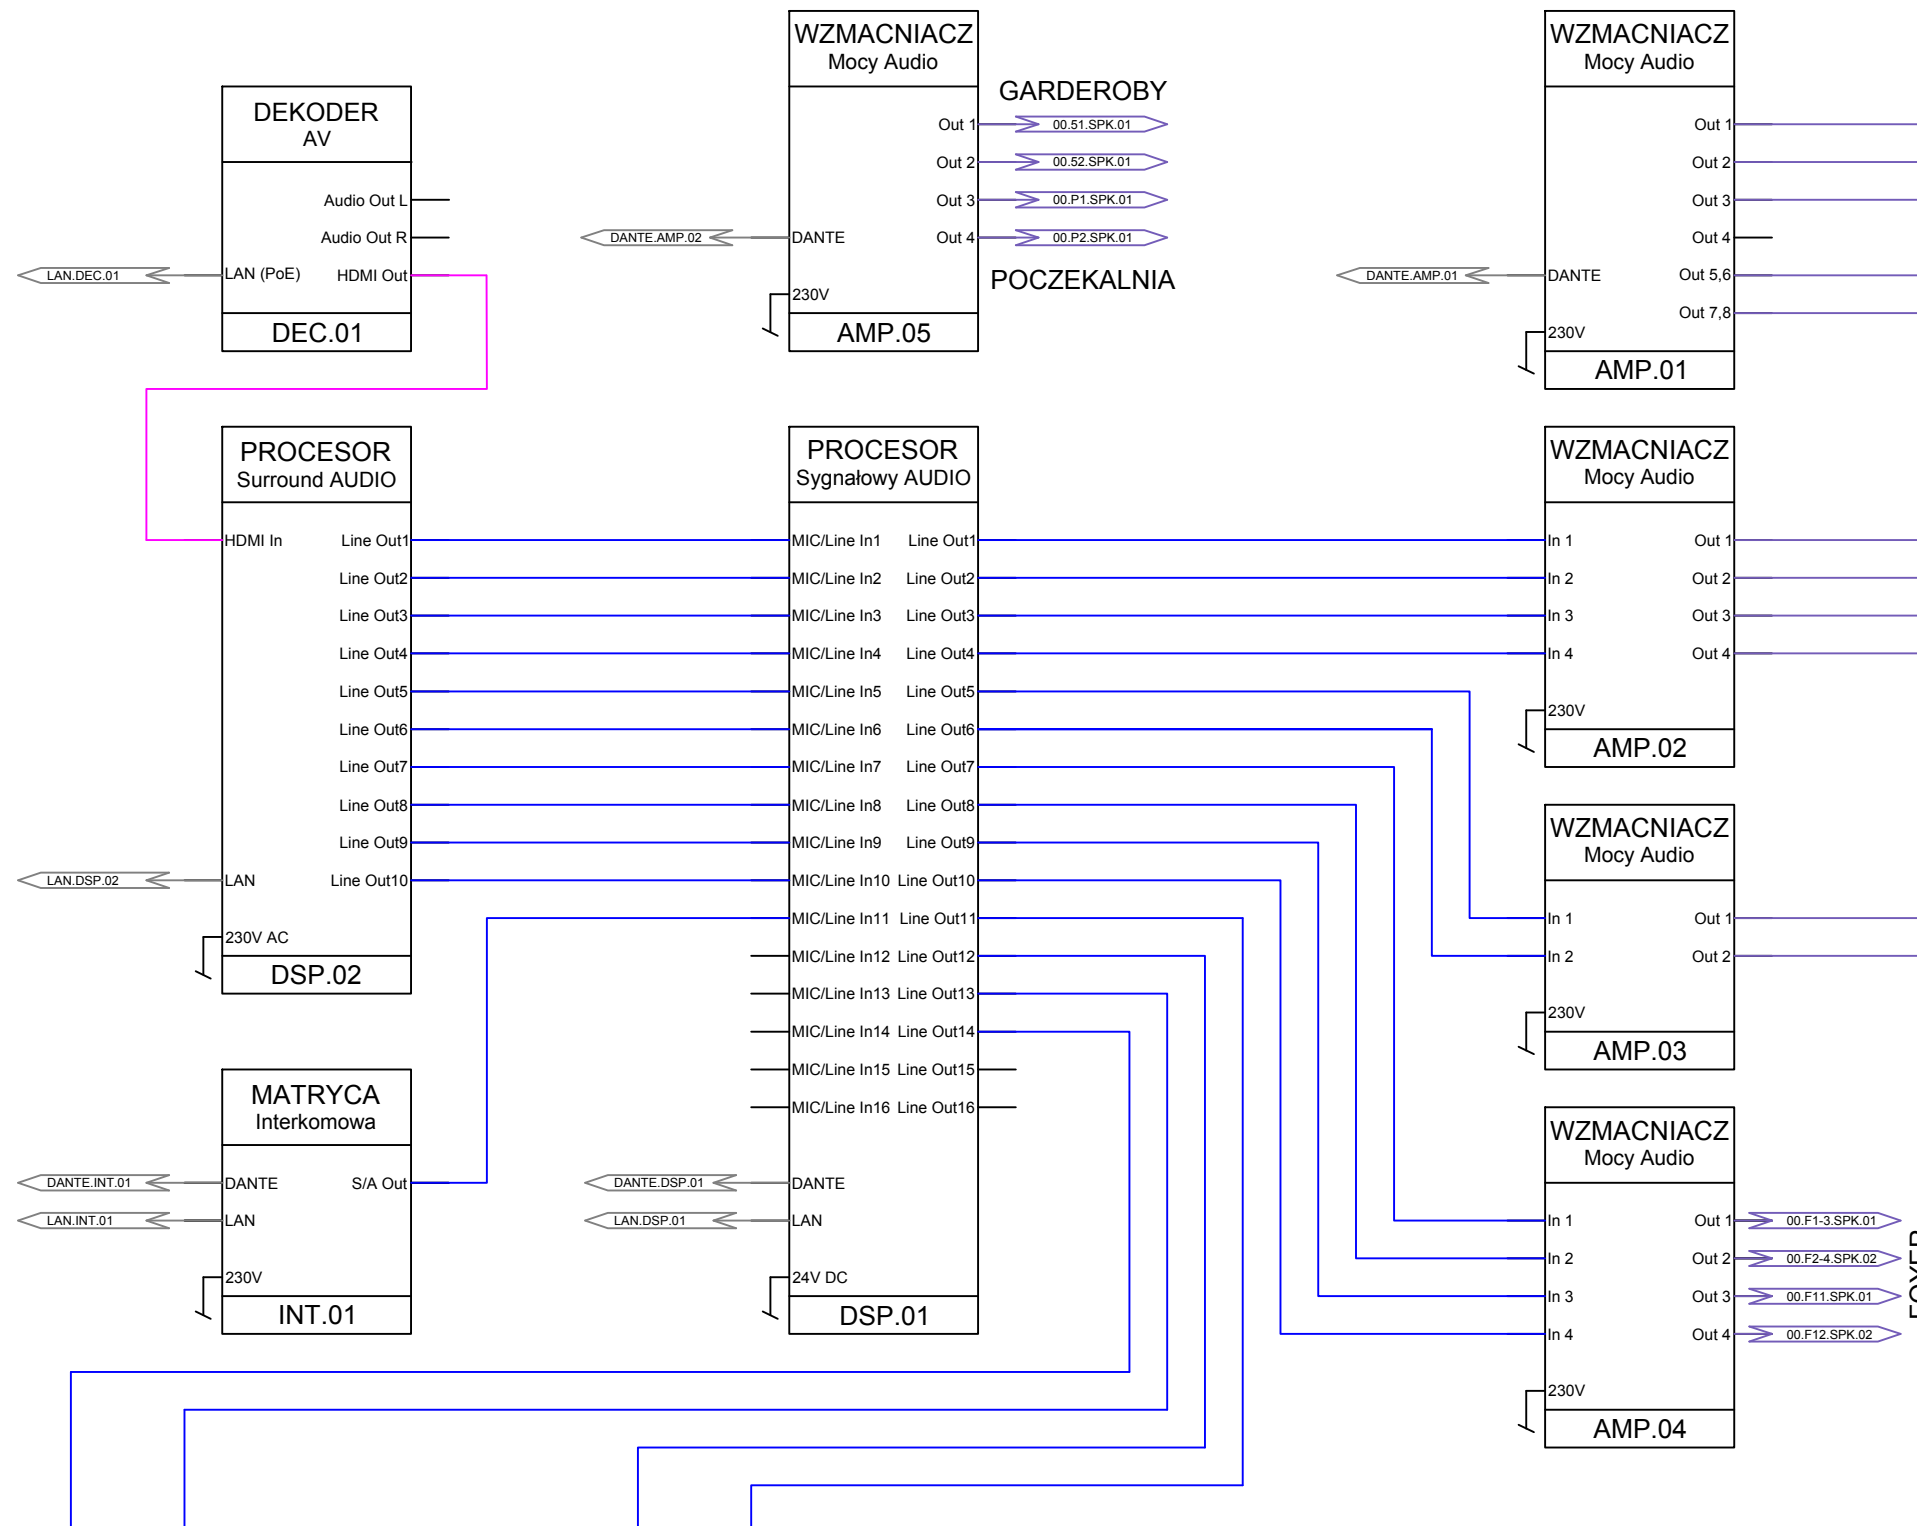 DEKODER
AV
Audio Out L
Audio Out R
LAN (PoE)
HDMI Out
LAN.DEC.01
DEC.01
WZMACNIACZ
Mocy Audio
Out 1
Out 2
Out 3
DANTE
Out 4
230V
AMP.05
DANTE.AMP.02
GARDEROBY
00.51.SPK.01
00.52.SPK.01
00.P1.SPK.01
00.P2.SPK.01
POCZEKALNIA
WZMACNIACZ
Mocy Audio
Out 1
Out 2
Out 3
Out 4
DANTE
Out 5,6
Out 7,8
230V
AMP.01
DANTE.AMP.01
PROCESOR
Surround AUDIO
HDMI In
Line Out1
Line Out2
Line Out3
Line Out4
Line Out5
Line Out6
Line Out7
Line Out8
Line Out9
LAN
Line Out10
230V AC
DSP.02
LAN.DSP.02
PROCESOR
Sygnałowy AUDIO
MIC/Line In1 Line Out1
MIC/Line In2 Line Out2
MIC/Line In3 Line Out3
MIC/Line In4 Line Out4
MIC/Line In5 Line Out5
MIC/Line In6 Line Out6
MIC/Line In7 Line Out7
MIC/Line In8 Line Out8
MIC/Line In9 Line Out9
MIC/Line In10 Line Out10
MIC/Line In11 Line Out11
MIC/Line In12 Line Out12
MIC/Line In13 Line Out13
MIC/Line In14 Line Out14
MIC/Line In15 Line Out15
MIC/Line In16 Line Out16
DANTE
LAN
24V DC
DSP.01
DANTE.DSP.01
LAN.DSP.01
WZMACNIACZ
Mocy Audio
In 1 Out 1
In 2 Out 2
In 3 Out 3
In 4 Out 4
230V
AMP.02
WZMACNIACZ
Mocy Audio
In 1 Out 1
In 2 Out 2
230V
AMP.03
MATRYCA
Interkomowa
DANTE S/A Out
LAN
230V
INT.01
DANTE.INT.01
LAN.INT.01
WZMACNIACZ
Mocy Audio
In 1 Out 1
In 2 Out 2
In 3 Out 3
In 4 Out 4
230V
AMP.04
00.F1-3.SPK.01
00.F2-4.SPK.02
00.F11.SPK.01
00.F12.SPK.02